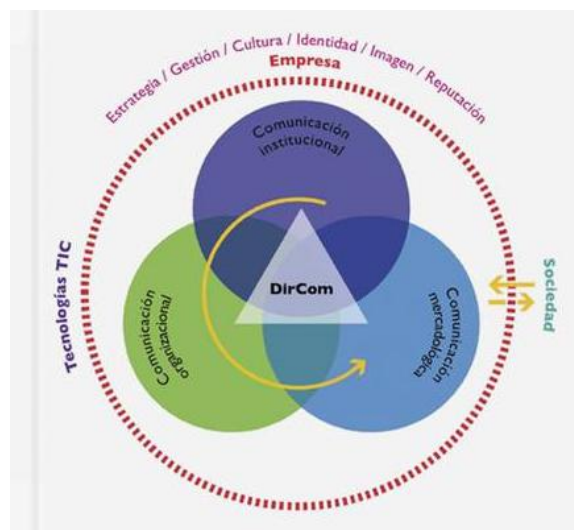 Estrategia / Gestión / Cultura / Identidad / Imagen / Reputación
Empresa
Comunicación
institucional
Tecnologías TIC
DirCom
Sociedad
Comunicación
organizacional
Comunicación
mercadológica